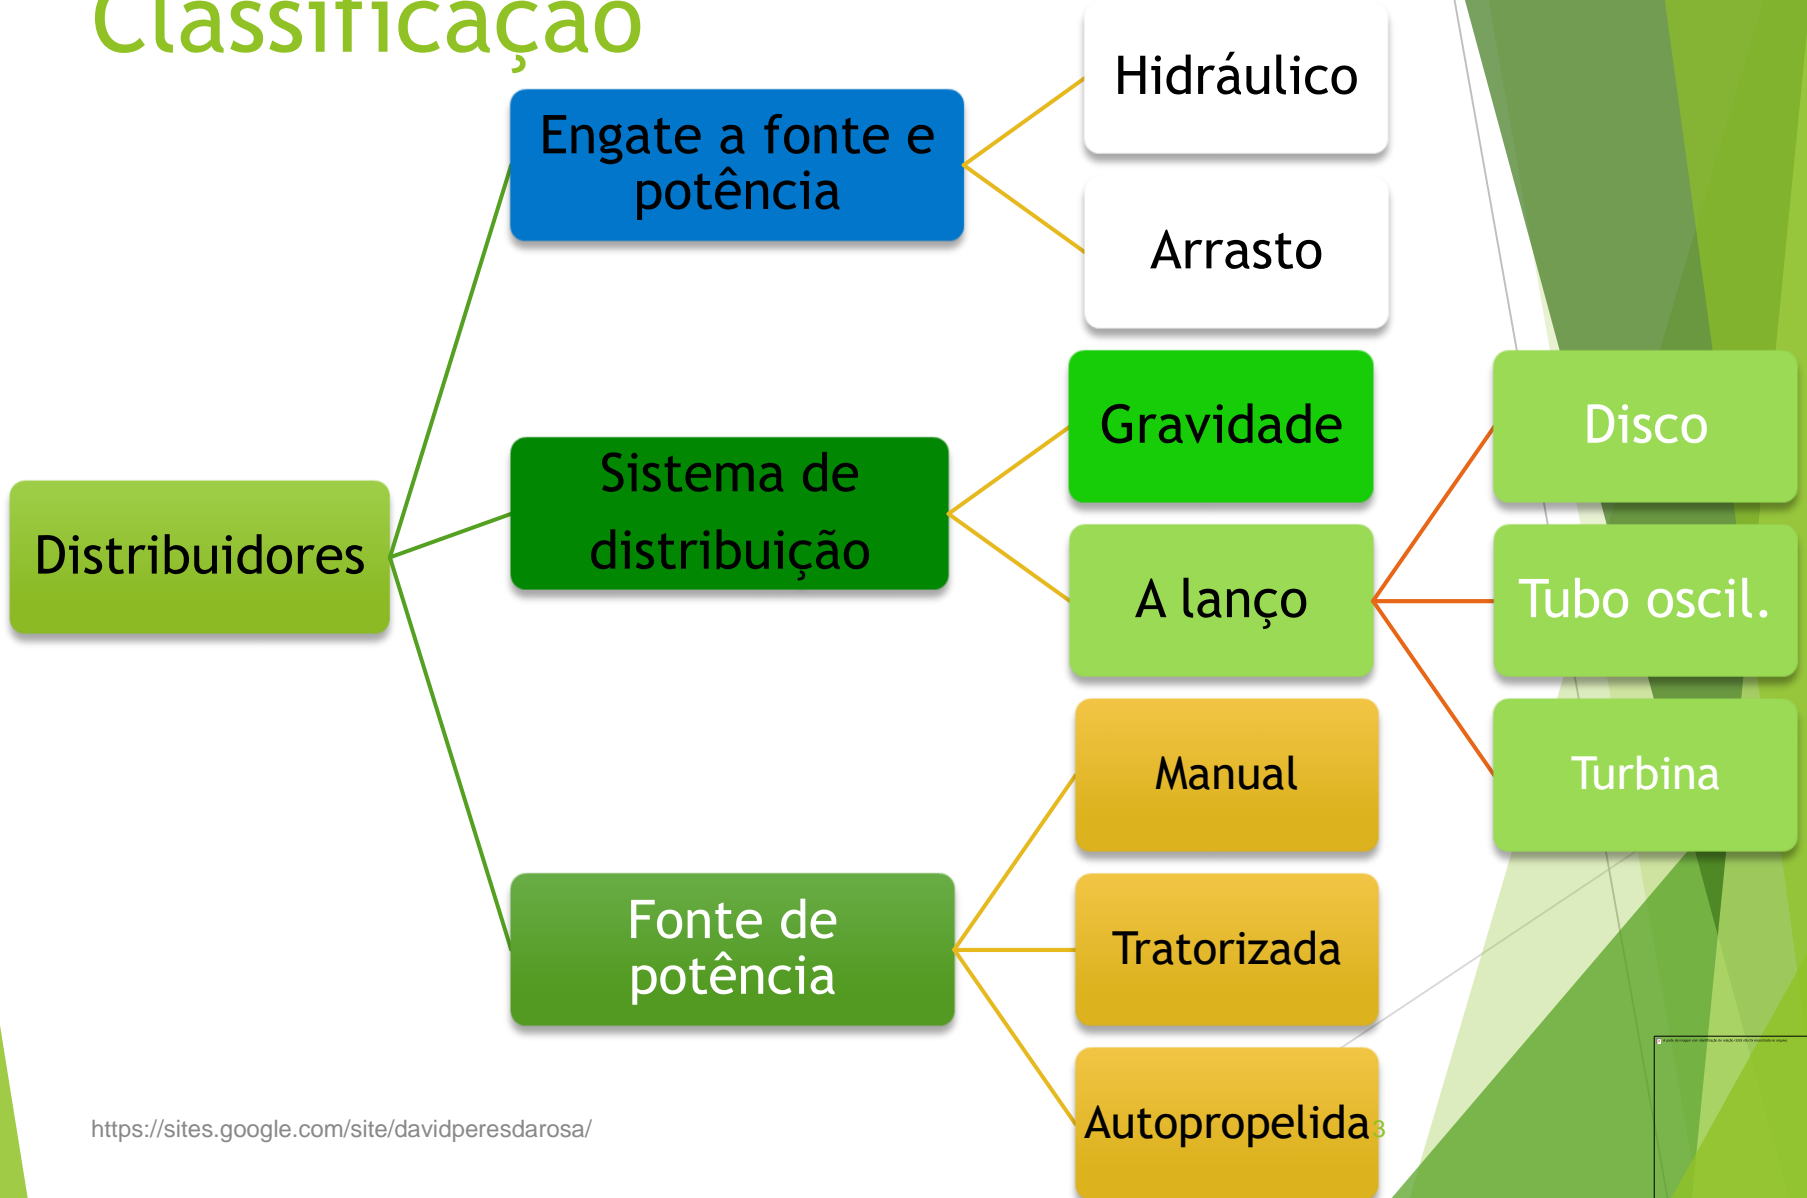 Classificação
Hidráulico
Engate a fonte e
potência
Arrasto
Gravidade
Disco
Sistema de
distribuição
Distribuidores
A lanço
Tubo oscil.
Manual
Turbina
Fonte de
potência
Tratorizada
Autopropelida
https://sites.google.com/site/davidperesdarosa/
3